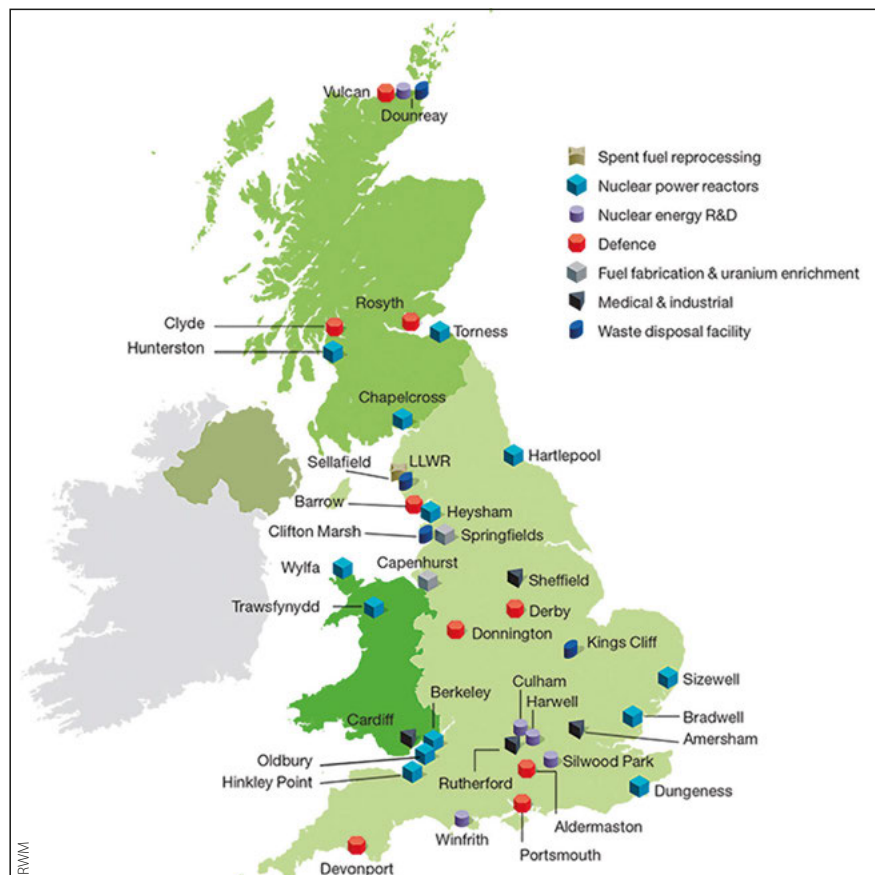 Vulcan
Dounreay
Spent fuel reprocessing
Nuclear power reactors
Nuclear energy R&D
Defence
Fuel fabrication & uranium enrichment
Medical & industrial
Waste disposal facility
Rosyth
Clyde
Torness
Hunterston
Chapelcross
Hartlepool
LLWR
Sellafield
Barrow
Heysham
Clifton Marsh
Springfields
Capenhurst
Wylfa
Sheffield
Trawsfynydd
Derby
Donnington
Kings Cliff
Sizewell
Culham
Berkeley
Harwell
Bradwell
Cardiff
Amersham
Oldbury
Silwood Park
Hinkley Point
Rutherford
Dungeness
Aldermaston
Winfrith
Portsmouth
Devonport
RWM